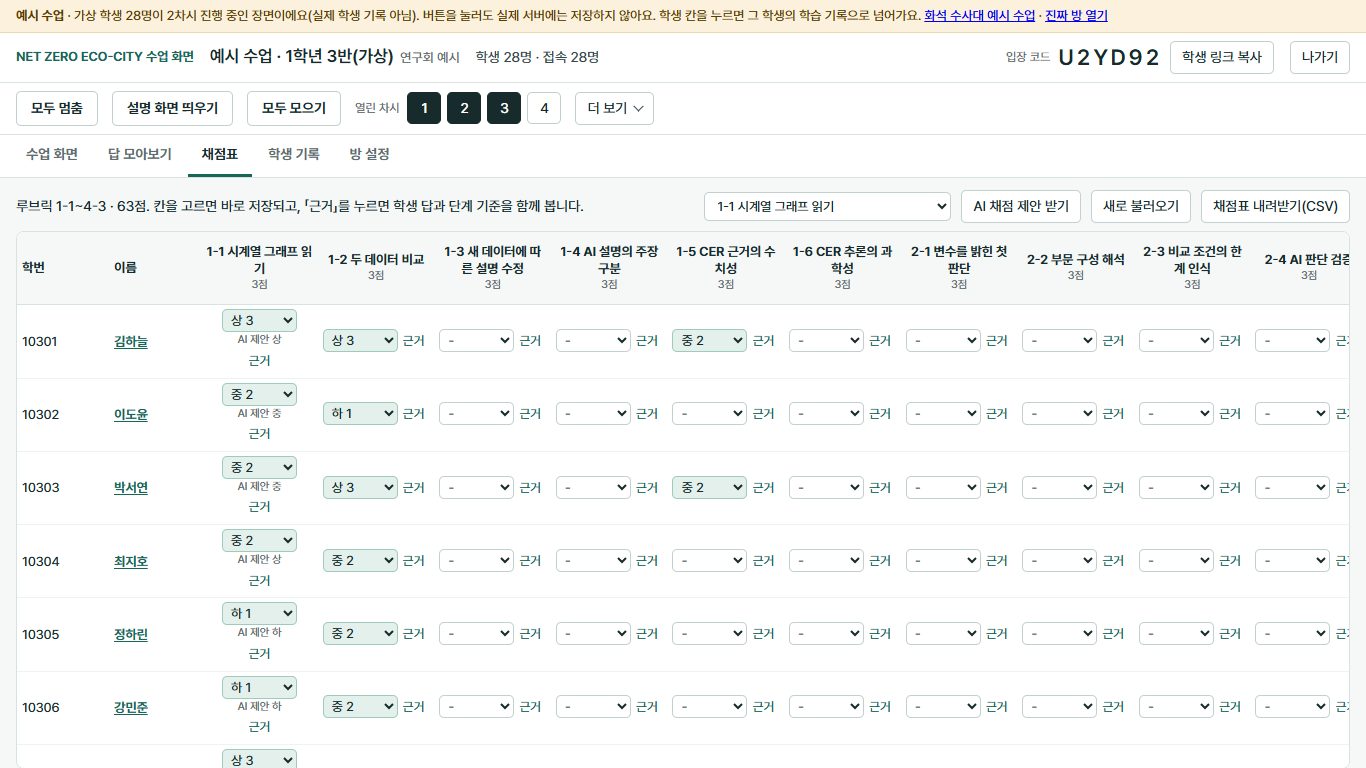 예시 수업 · 가상 학생 28명이 2차시 진행 중인 장면이에요(실제 학생 기록 아님). 버튼을 눌러도 실제 서버에는 저장하지 않아요. 학생 칸을 누르면 그 학생의 학습 기록으로 넘어가요. 화석 수사대 예시 수업 · 진짜 방 열기
NET ZERO ECO-CITY 수업 화면 예시 수업 · 1학년 3반(가상) 연구회 예시 학생 28명 · 접속 28명 입장 코드 U2YD92 학생 링크 복사 나가기
모두 멈춤 설명 화면 띄우기 모두 모으기 열린 차시 1 2 3 4 더 보기
수업 화면 답 모아보기 채점표 학생 기록 방 설정
루브릭 1-1~4-3 · 63점. 칸을 고르면 바로 저장되고, 「근거」를 누르면 학생 답과 단계 기준을 함께 봅니다. 1-1 시계열 그래프 읽기 AI 채점 제안 받기 새로 불러오기 채점표 내려받기(CSV)
학번 이름 1-1 시계열 그래프 읽기 3점 1-2 두 데이터 비교 3점 1-3 새 데이터에 따른 설명 수정 3점 1-4 AI 설명의 주장 구분 3점 1-5 CER 근거의 수치성 3점 1-6 CER 추론의 과학성 3점 2-1 변수를 밝힌 첫 판단 3점 2-2 부문 구성 해석 3점 2-3 비교 조건의 한계 인식 3점 2-4 AI 판단 검증 3점
10301 김하늘 상 3 AI 제안 상 근거 상 3 근거 - 근거 - 근거 중 2 근거 - 근거 - 근거 - 근거 - 근거 -
10302 이도윤 중 2 AI 제안 중 근거 하 1 근거 - 근거 - 근거 - 근거 - 근거 - 근거 - 근거 - 근거 -
10303 박서연 중 2 AI 제안 중 근거 상 3 근거 - 근거 - 근거 중 2 근거 - 근거 - 근거 - 근거 - 근거 -
10304 최지호 중 2 AI 제안 상 근거 중 2 근거 - 근거 - 근거 - 근거 - 근거 - 근거 - 근거 - 근거 -
10305 정하린 하 1 AI 제안 하 근거 중 2 근거 - 근거 - 근거 - 근거 - 근거 - 근거 - 근거 - 근거 -
10306 강민준 하 1 AI 제안 하 근거 중 2 근거 - 근거 - 근거 - 근거 - 근거 - 근거 - 근거 - 근거 -
상 3